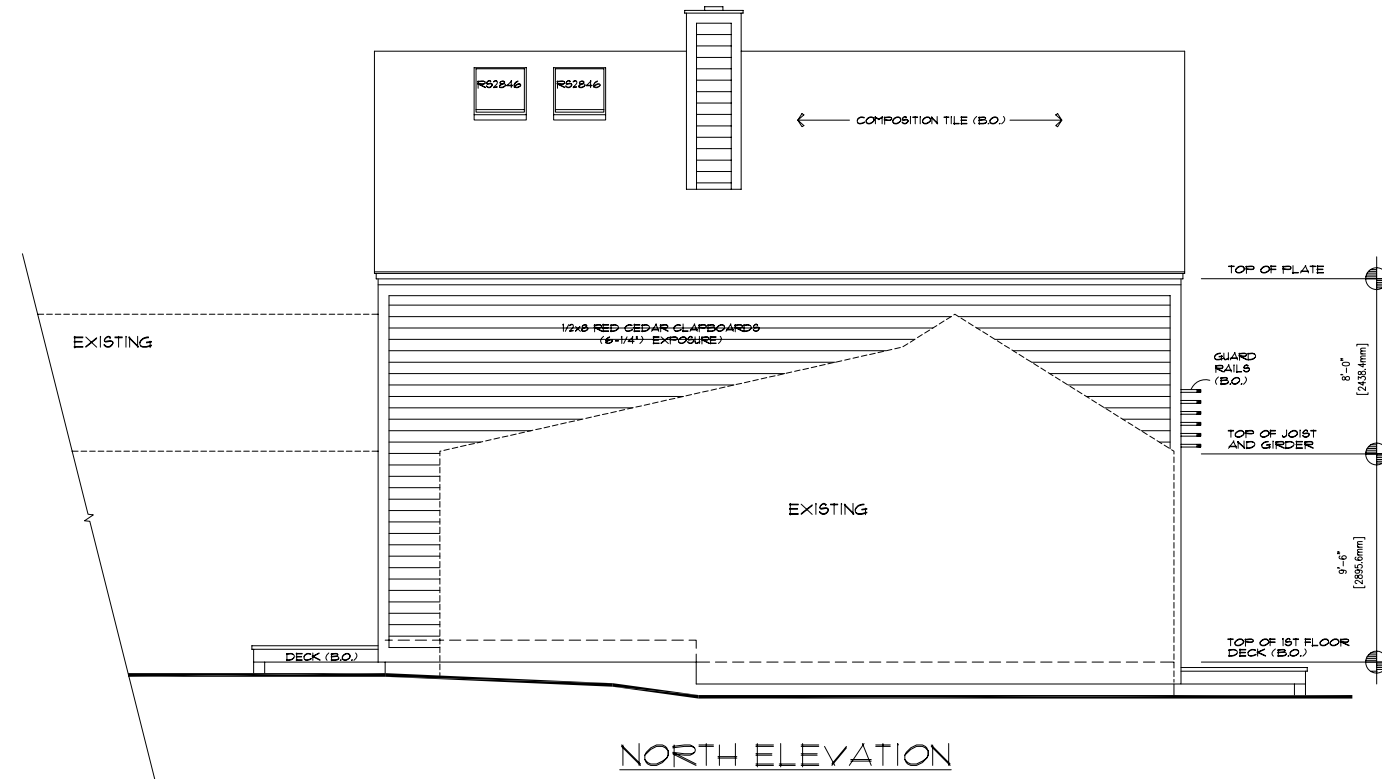 RS2846
RS2846
COMPOSITION TILE (B.O.)
TOP OF PLATE
1/2x8 RED CEDAR CLAPBOARDS
(6-1/4") EXPOSURE)
EXISTING
GUARD
RAILS
(B.O.)
8'-0"
[2438.4mm]
TOP OF JOIST
AND GIRDER
EXISTING
9'-6"
[2895.6mm]
TOP OF 1ST FLOOR
DECK (B.O.)
DECK (B.O.)
NORTH ELEVATION